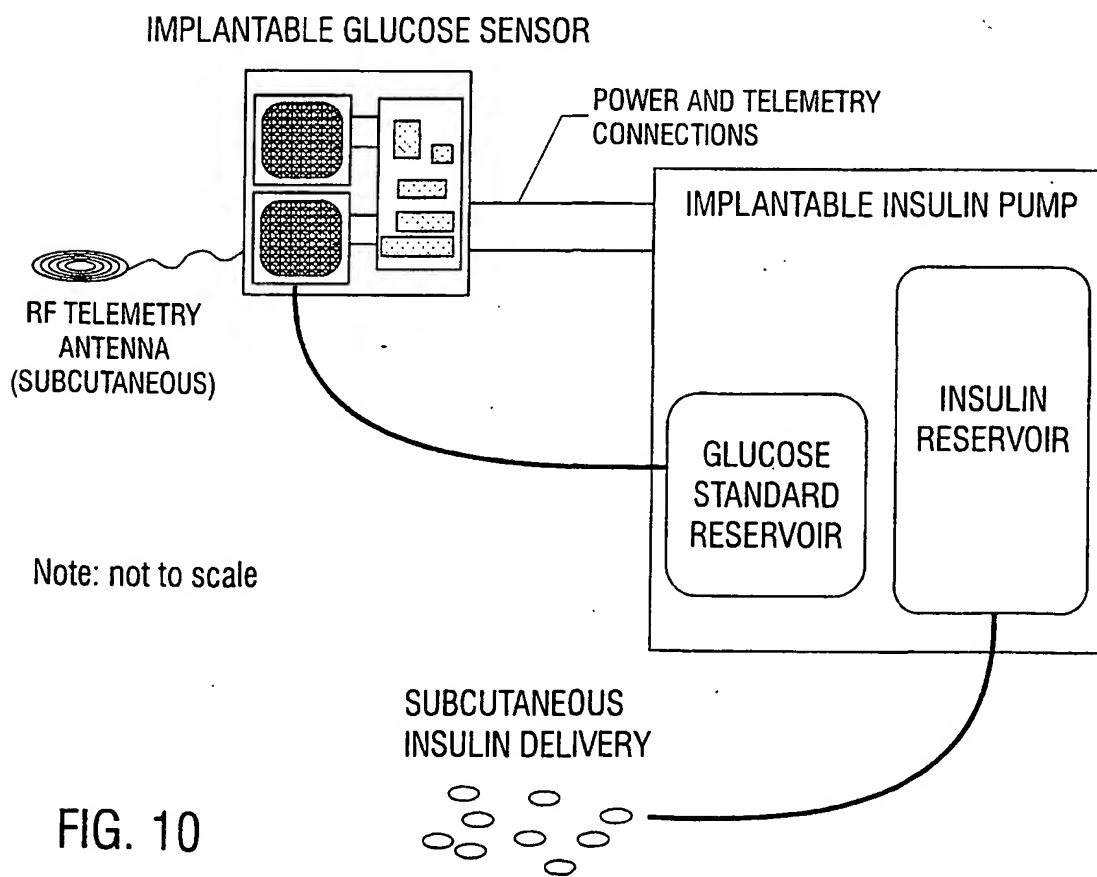 IMPLANTABLE GLUCOSE SENSOR
POWER AND TELEMETRY
CONNECTIONS
IMPLANTABLE INSULIN PUMP
RF TELEMETRY
ANTENNA
(SUBCUTANEOUS)
INSULIN
RESERVOIR
GLUCOSE
STANDARD
RESERVOIR
Note: not to scale
SUBCUTANEOUS
INSULIN DELIVERY
FIG. 10